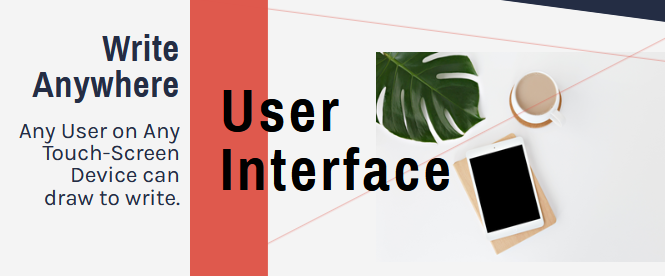 Write
Anywhere
Any User on Any
Touch-Screen
Device can
draw to write.
User
Interface